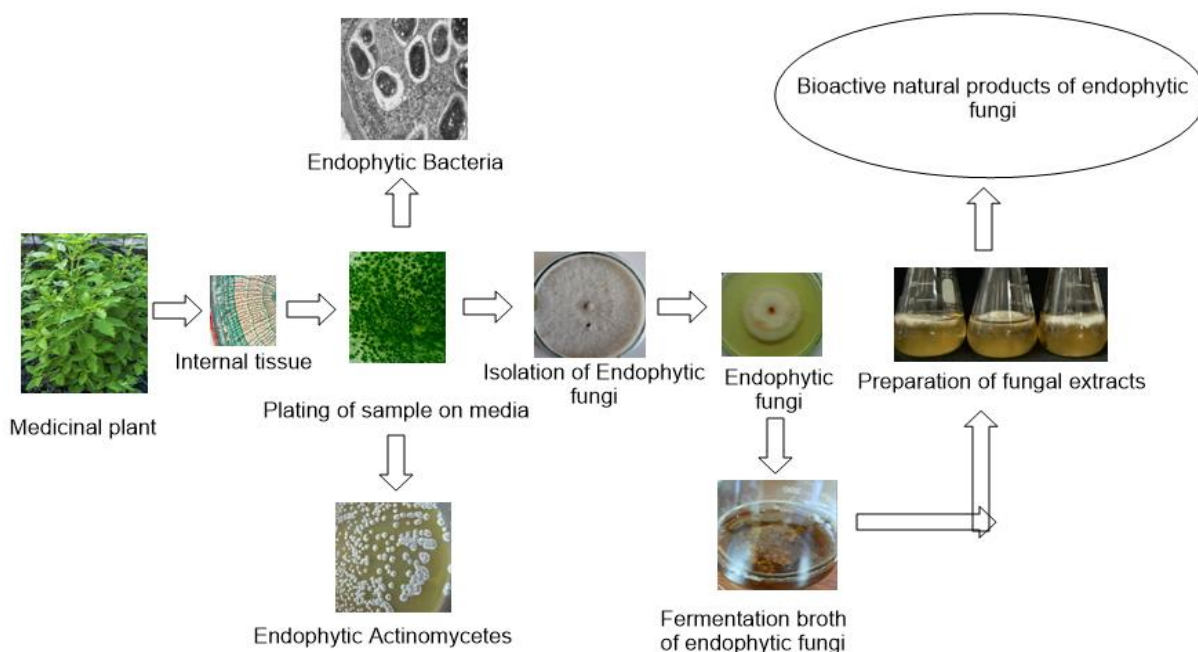 Bioactive natural products of endophytic
fungi
Endophytic Bacteria
Medicinal plant
Internal tissue
Plating of sample on media
Isolation of Endophytic
fungi
Endophytic
fungi
Preparation of fungal extracts
Endophytic Actinomycetes
Fermentation broth
of endophytic fungi